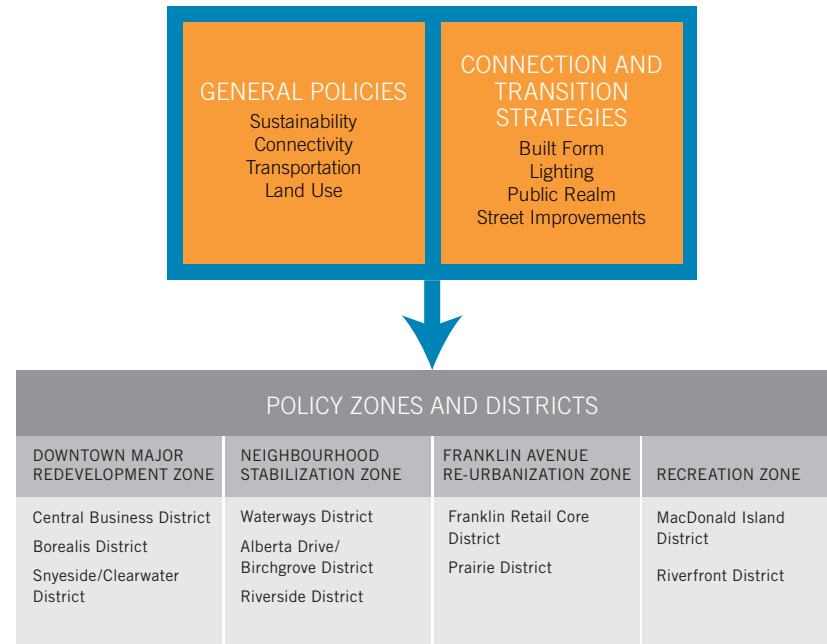 GENERAL POLICIES
Sustainability
Connectivity
Transportation
Land Use
CONNECTION AND
TRANSITION
STRATEGIES
Built Form
Lighting
Public Realm
Street Improvements
POLICY ZONES AND DISTRICTS
DOWNTOWN MAJOR
REDEVELOPMENT ZONE
Central Business District
Borealis District
Snyeside/Clearwater
District
NEIGHBOURHOOD
STABILIZATION ZONE
Waterways District
Alberta Drive/
Birchgrove District
Riverside District
FRANKLIN AVENUE
RE-URBANIZATION ZONE
Franklin Retail Core
District
Prairie District
RECREATION ZONE
MacDonald Island
District
Riverfront District